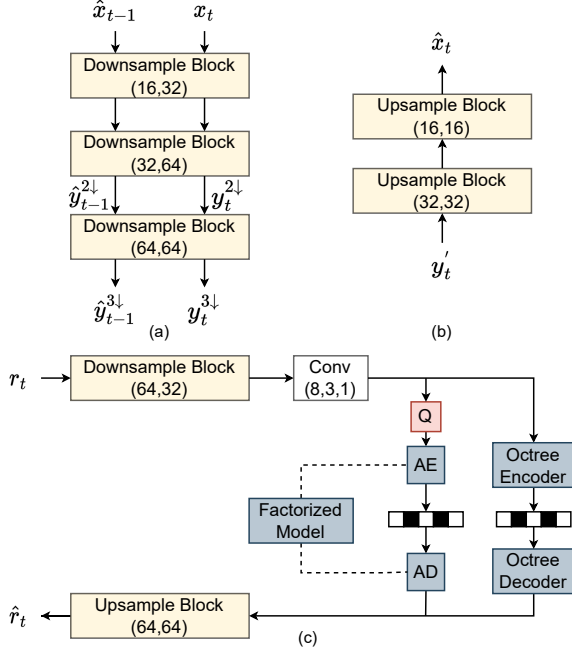 x̂_{t−1} x_t
Downsample Block
(16,32)
Downsample Block
(32,64)
ŷ^{2↓}_{t−1} y^{2↓}_t
Downsample Block
(64,64)
ŷ^{3↓}_{t−1} y^{3↓}_t
(a)
x̂_t
Upsample Block
(16,16)
Upsample Block
(32,32)
y'_t
(b)
r_t
Downsample Block
(64,32)
Conv
(8,3,1)
Q
AE
Octree
Encoder
Factorized
Model
AD
Octree
Decoder
r̂_t
Upsample Block
(64,64)
(c)